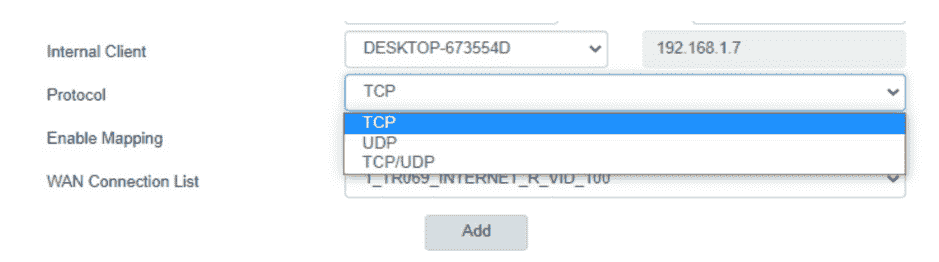 Internal Client DESKTOP-673554D 192.168.1.7
Protocol TCP
TCP
Enable Mapping UDP
TCP/UDP
WAN Connection List 1_TR069_INTERNET_R_VID_100
Add